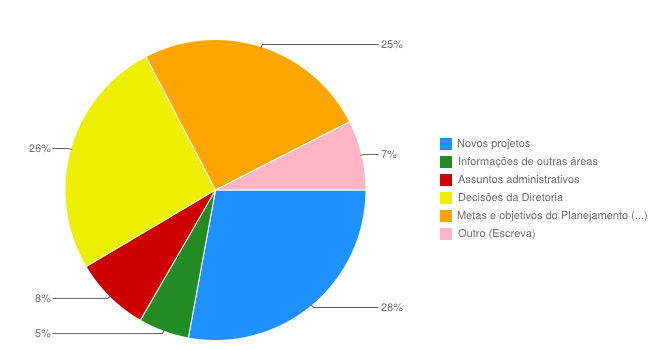 25%
7%
26%
8%
5%
28%
Novos projetos
Informações de outras áreas
Assuntos administrativos
Decisões da Diretoria
Metas e objetivos do Planejamento (...)
Outro (Escreva)